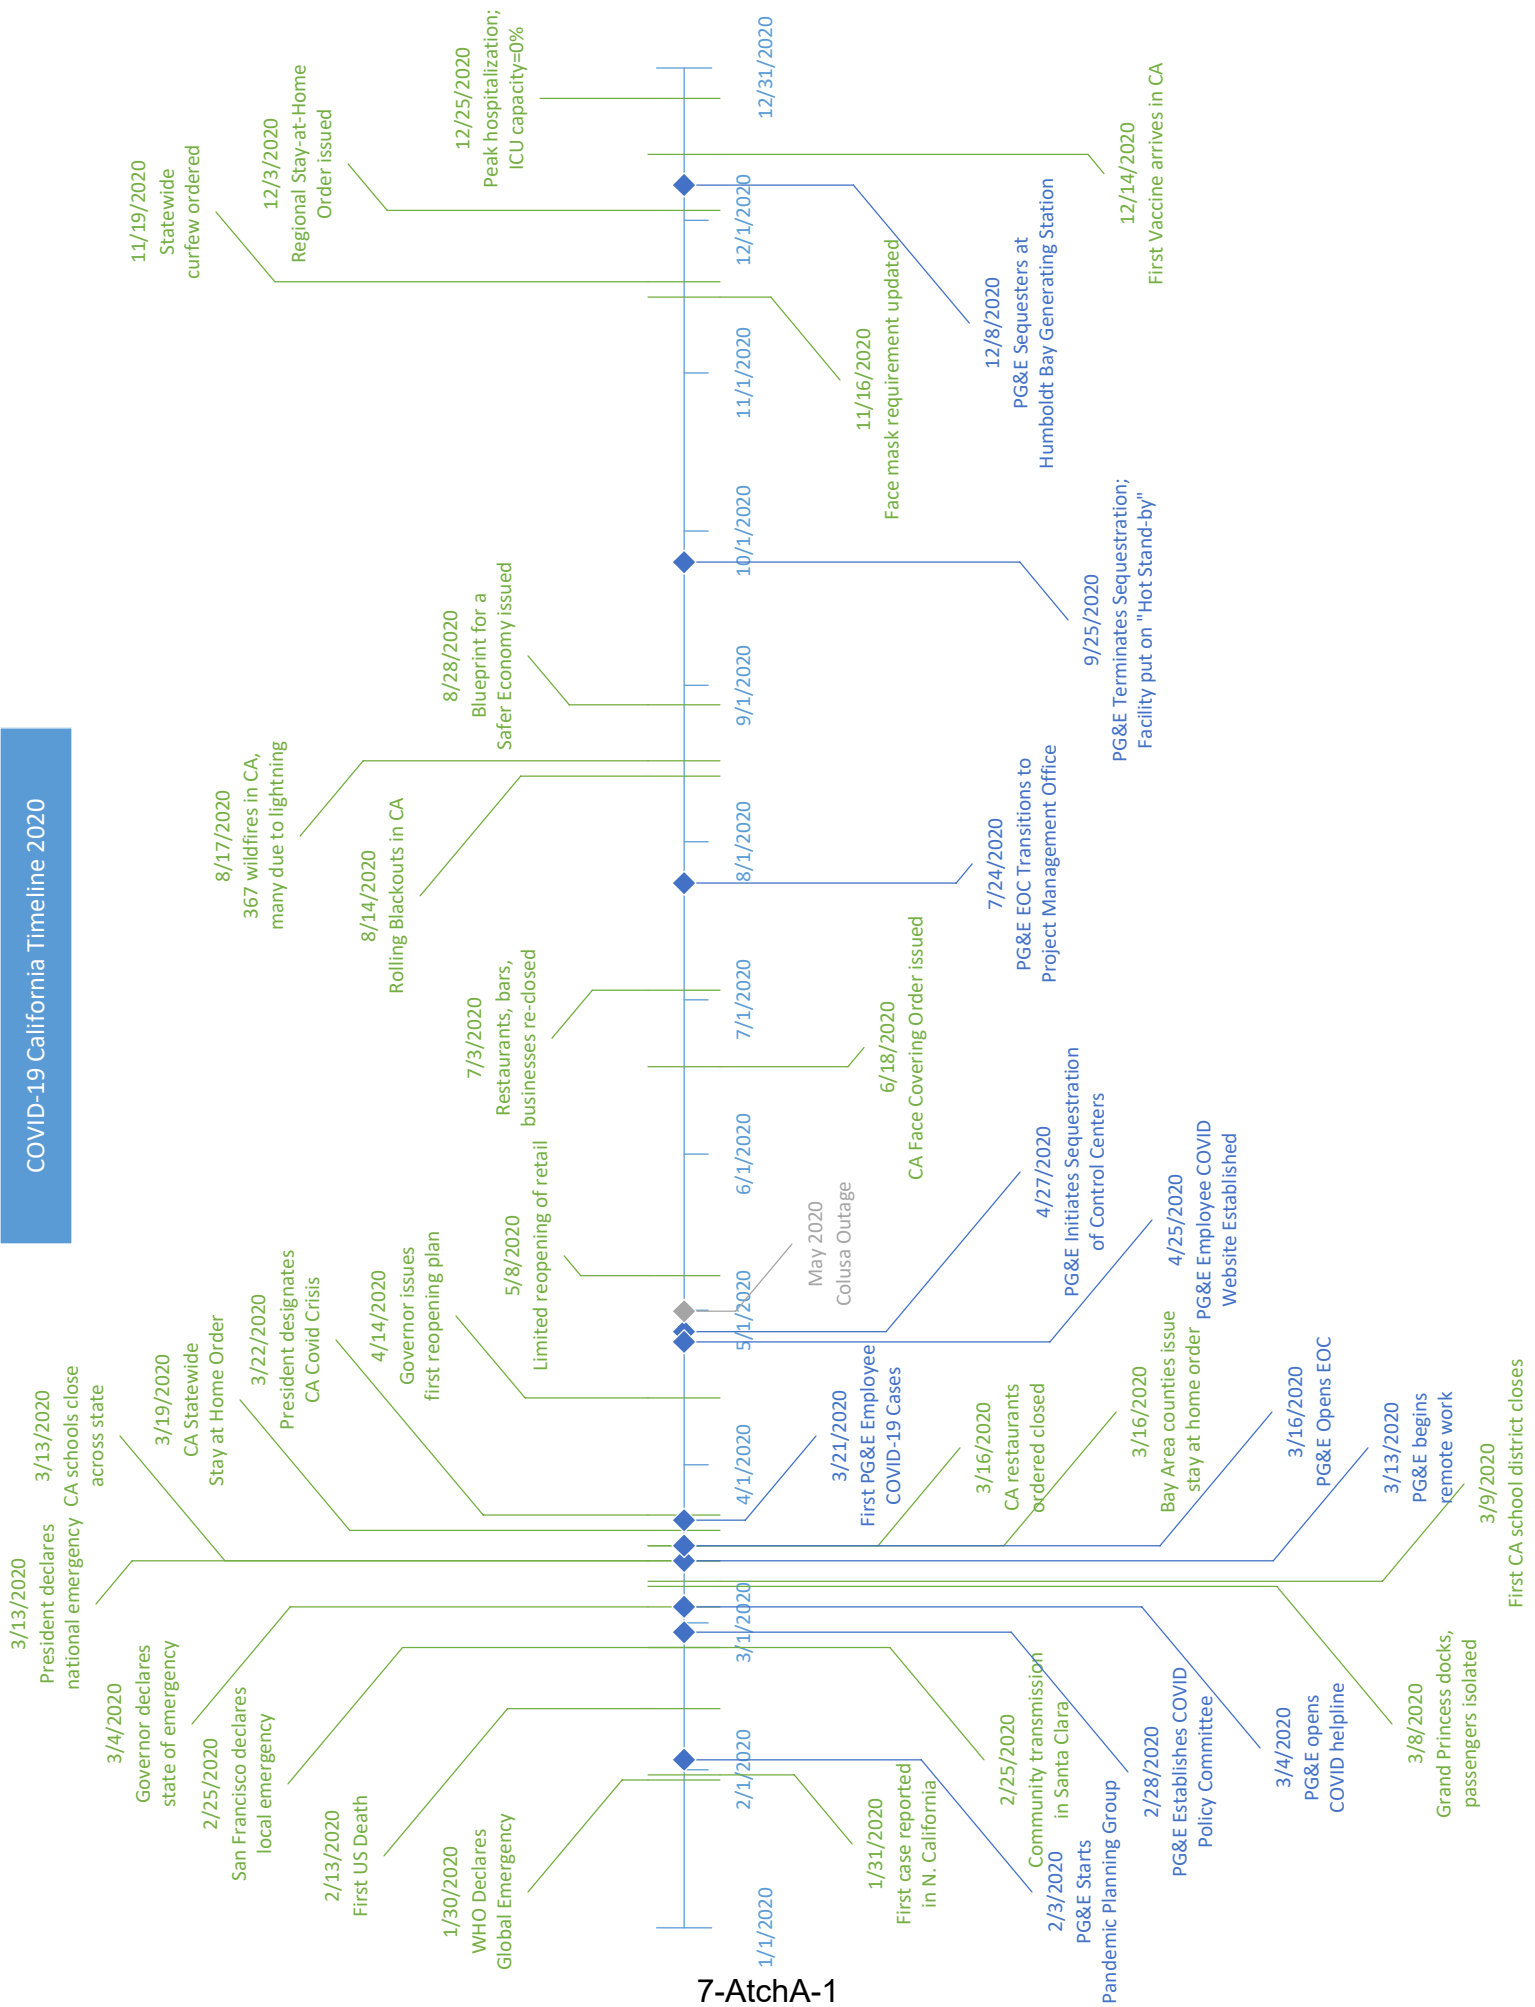 COVID-19 California Timeline 2020
3/13/2020
President declares
national emergency
3/13/2020
CA schools close
across state
3/4/2020
Governor declares
state of emergency
3/19/2020
CA Statewide
Stay at Home Order
2/25/2020
San Francisco declares
local emergency
3/22/2020
President designates
CA Covid Crisis
2/13/2020
First US Death
4/14/2020
Governor issues
first reopening plan
1/30/2020
WHO Declares
Global Emergency
5/8/2020
Limited reopening of retail
7/3/2020
Restaurants, bars,
businesses re-closed
8/14/2020
Rolling Blackouts in CA
8/17/2020
367 wildfires in CA,
many due to lightning
8/28/2020
Blueprint for a
Safer Economy issued
11/19/2020
Statewide
curfew ordered
12/3/2020
Regional Stay-at-Home
Order issued
12/25/2020
Peak hospitalization;
ICU capacity=0%
1/1/2020
2/1/2020
3/1/2020
4/1/2020
5/1/2020
6/1/2020
7/1/2020
8/1/2020
9/1/2020
10/1/2020
11/1/2020
12/1/2020
12/31/2020
1/31/2020
First case reported
in N. California
2/25/2020
Community transmission
in Santa Clara
2/3/2020
PG&E Starts
Pandemic Planning Group
2/28/2020
PG&E Establishes COVID
Policy Committee
3/4/2020
PG&E opens
COVID helpline
3/8/2020
Grand Princess docks,
passengers isolated
3/9/2020
First CA school district closes
3/13/2020
PG&E begins
remote work
3/16/2020
PG&E Opens EOC
3/16/2020
Bay Area counties issue
stay at home order
3/16/2020
CA restaurants
ordered closed
3/21/2020
First PG&E Employee
COVID-19 Cases
4/25/2020
PG&E Employee COVID
Website Established
4/27/2020
PG&E Initiates Sequestration
of Control Centers
May 2020
Colusa Outage
6/18/2020
CA Face Covering Order issued
7/24/2020
PG&E EOC Transitions to
Project Management Office
9/25/2020
PG&E Terminates Sequestration;
Facility put on "Hot Stand-by"
11/16/2020
Face mask requirement updated
12/8/2020
PG&E Sequesters at
Humboldt Bay Generating Station
12/14/2020
First Vaccine arrives in CA
7-AtchA-1